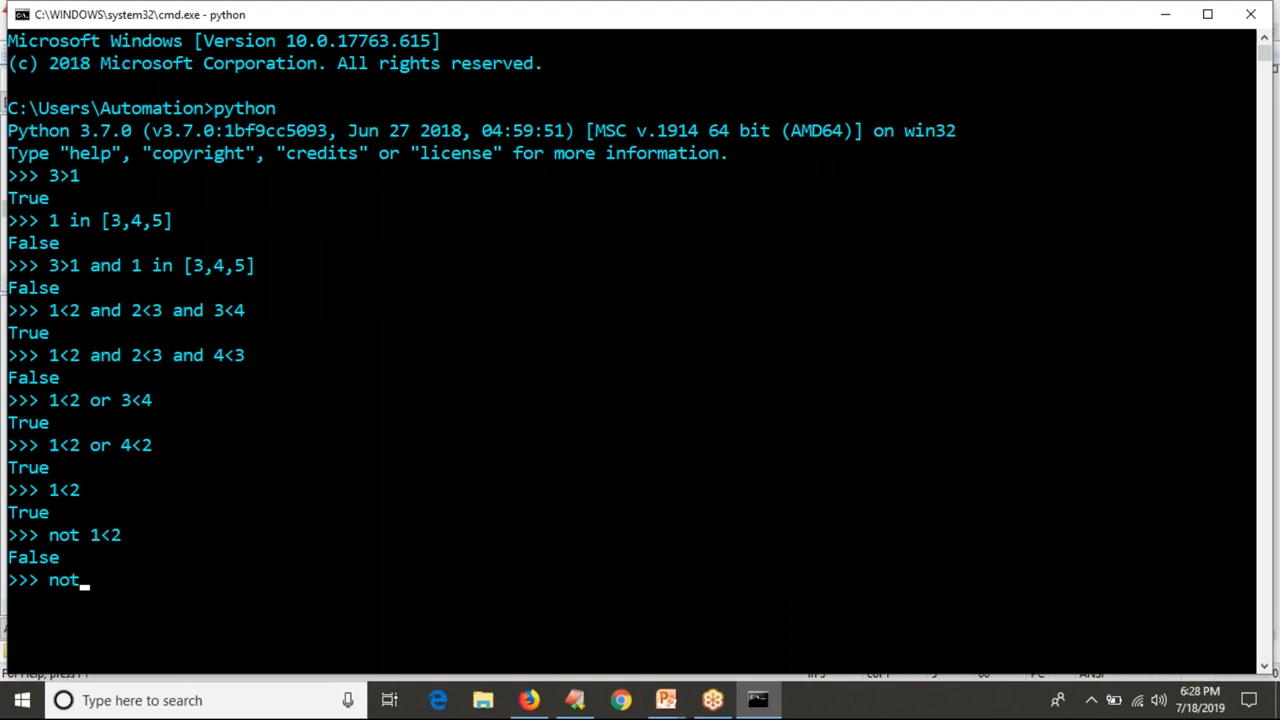 C:\WINDOWS\system32\cmd.exe - python
Microsoft Windows [Version 10.0.17763.615]
(c) 2018 Microsoft Corporation. All rights reserved.
C:\Users\Automation>python
Python 3.7.0 (v3.7.0:1bf9cc5093, Jun 27 2018, 04:59:51) [MSC v.1914 64 bit (AMD64)] on win32
Type "help", "copyright", "credits" or "license" for more information.
>>> 3>1
True
>>> 1 in [3,4,5]
False
>>> 3>1 and 1 in [3,4,5]
False
>>> 1<2 and 2<3 and 3<4
True
>>> 1<2 and 2<3 and 4<3
False
>>> 1<2 or 3<4
True
>>> 1<2 or 4<2
True
>>> 1<2
True
>>> not 1<2
False
>>> not
Type here to search
6:28 PM
7/18/2019